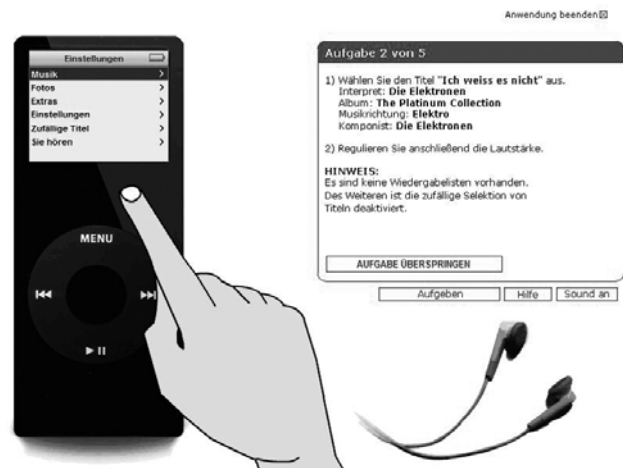 Anwendung beenden
Einstellungen
Musik >
Fotos >
Extras >
Einstellungen >
Zufällige Titel >
Sie hören >
MENU
Aufgabe 2 von 5
1) Wählen Sie den Titel "Ich weiss es nicht" aus.
Interpret: Die Elektronen
Album: The Platinum Collection
Musikrichtung: Elektro
Komponist: Die Elektronen
2) Regulieren Sie anschließend die Lautstärke.
HINWEIS:
Es sind keine Wiedergabelisten vorhanden.
Des Weiteren ist die zufällige Selektion von
Titeln deaktiviert.
AUFGABE ÜBERSPRINGEN
Aufgeben
Hilfe
Sound an